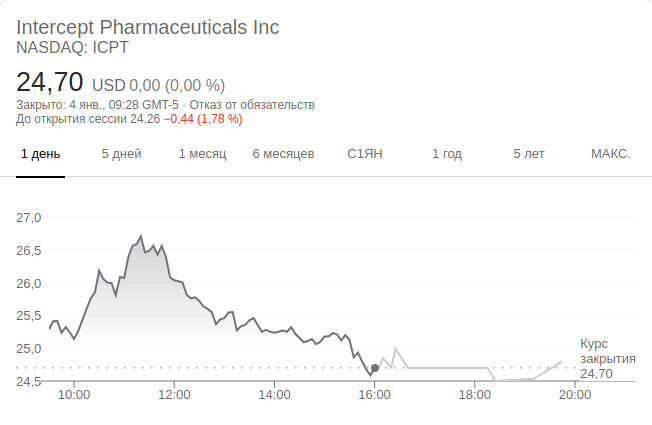 Intercept Pharmaceuticals Inc
NASDAQ: ICPT
24,70 USD 0,00 (0,00 %)
Закрыто: 4 янв., 09:28 GMT-5 · Отказ от обязательств
До открытия сессии 24,26 −0,44 (1,78 %)
1 день 5 дней 1 месяц 6 месяцев С1ЯН 1 год 5 лет МАКС.
27,0
26,5
26,0
25,5
25,0
24,5
Курс
закрытия
24,70
10:00 12:00 14:00 16:00 18:00 20:00